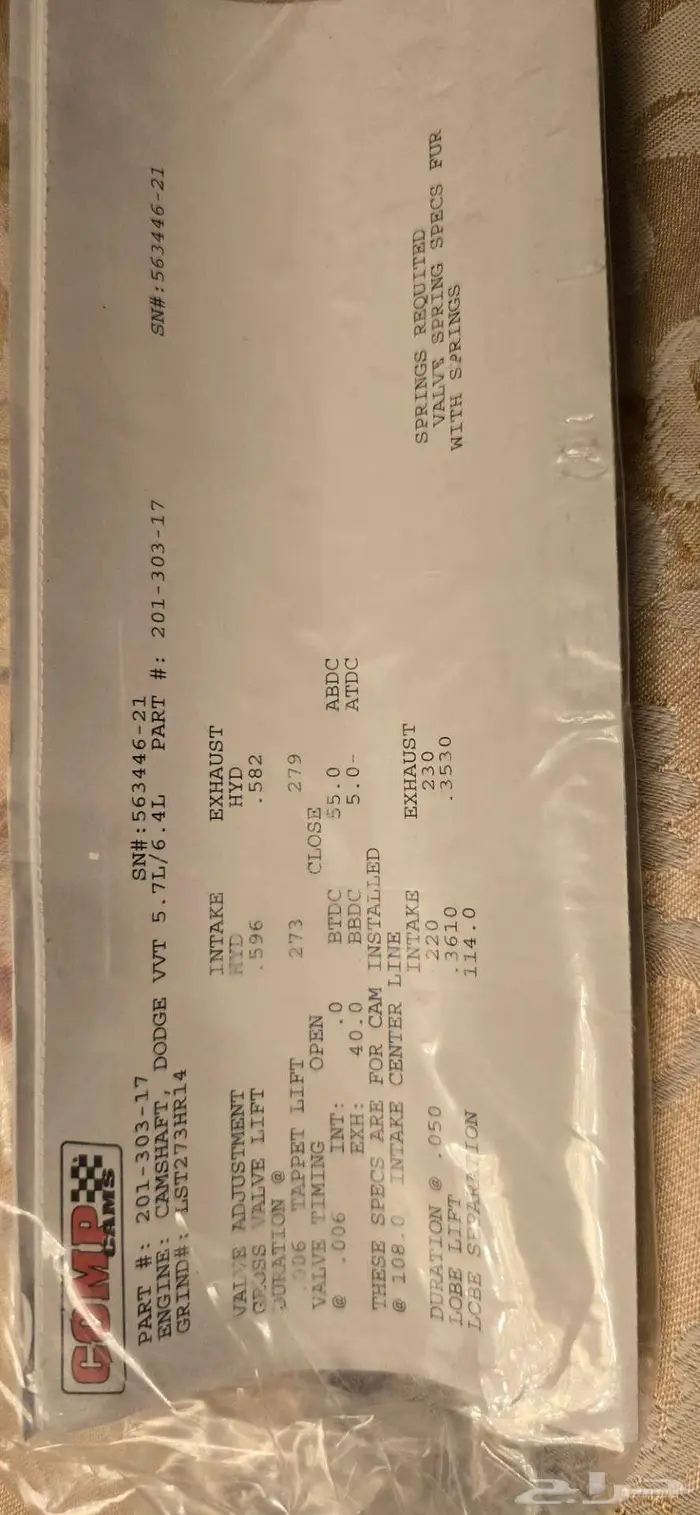 COMP
CAMS
PART #: 201-303-17 SN#:563446-21
ENGINE: CAMSHAFT, DODGE VVT 5.7L/6.4L PART #: 201-303-17 SN#:563446-21
GRIND#: LST273HR14
INTAKE EXHAUST
VALVE ADJUSTMENT HYD HYD
GROSS VALVE LIFT .596 .582
DURATION @
.006 TAPPET LIFT 273 279
VALVE TIMING OPEN CLOSE
@ .006 INT: .0 BTDC 55.0 ABDC
EXH: 40.0 BBDC 5.0- ATDC
THESE SPECS ARE FOR CAM INSTALLED
@ 108.0 INTAKE CENTER LINE
INTAKE EXHAUST
DURATION @ .050 220 230
LOBE LIFT .3610 .3530
LOBE SEPARATION 114.0
SPRINGS REQUITED
VALVE SPRING SPECS FUR
WITH SPRINGS
حراج